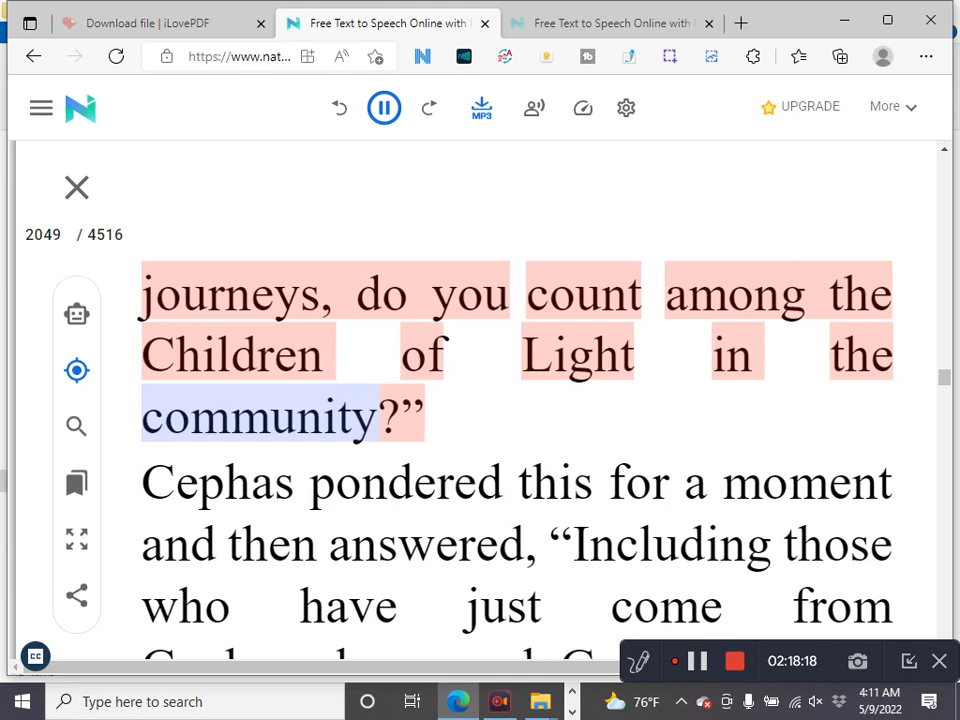 Download file | iLovePDF
Free Text to Speech Online with
Free Text to Speech Online with
https://www.nat...
MP3
UPGRADE
More
2049 / 4516
journeys, do you count among the
Children of Light in the
community?”
Cephas pondered this for a moment
and then answered, “Including those
who have just come from
CC
02:18:18
Type here to search
76°F
4:11 AM
5/9/2022